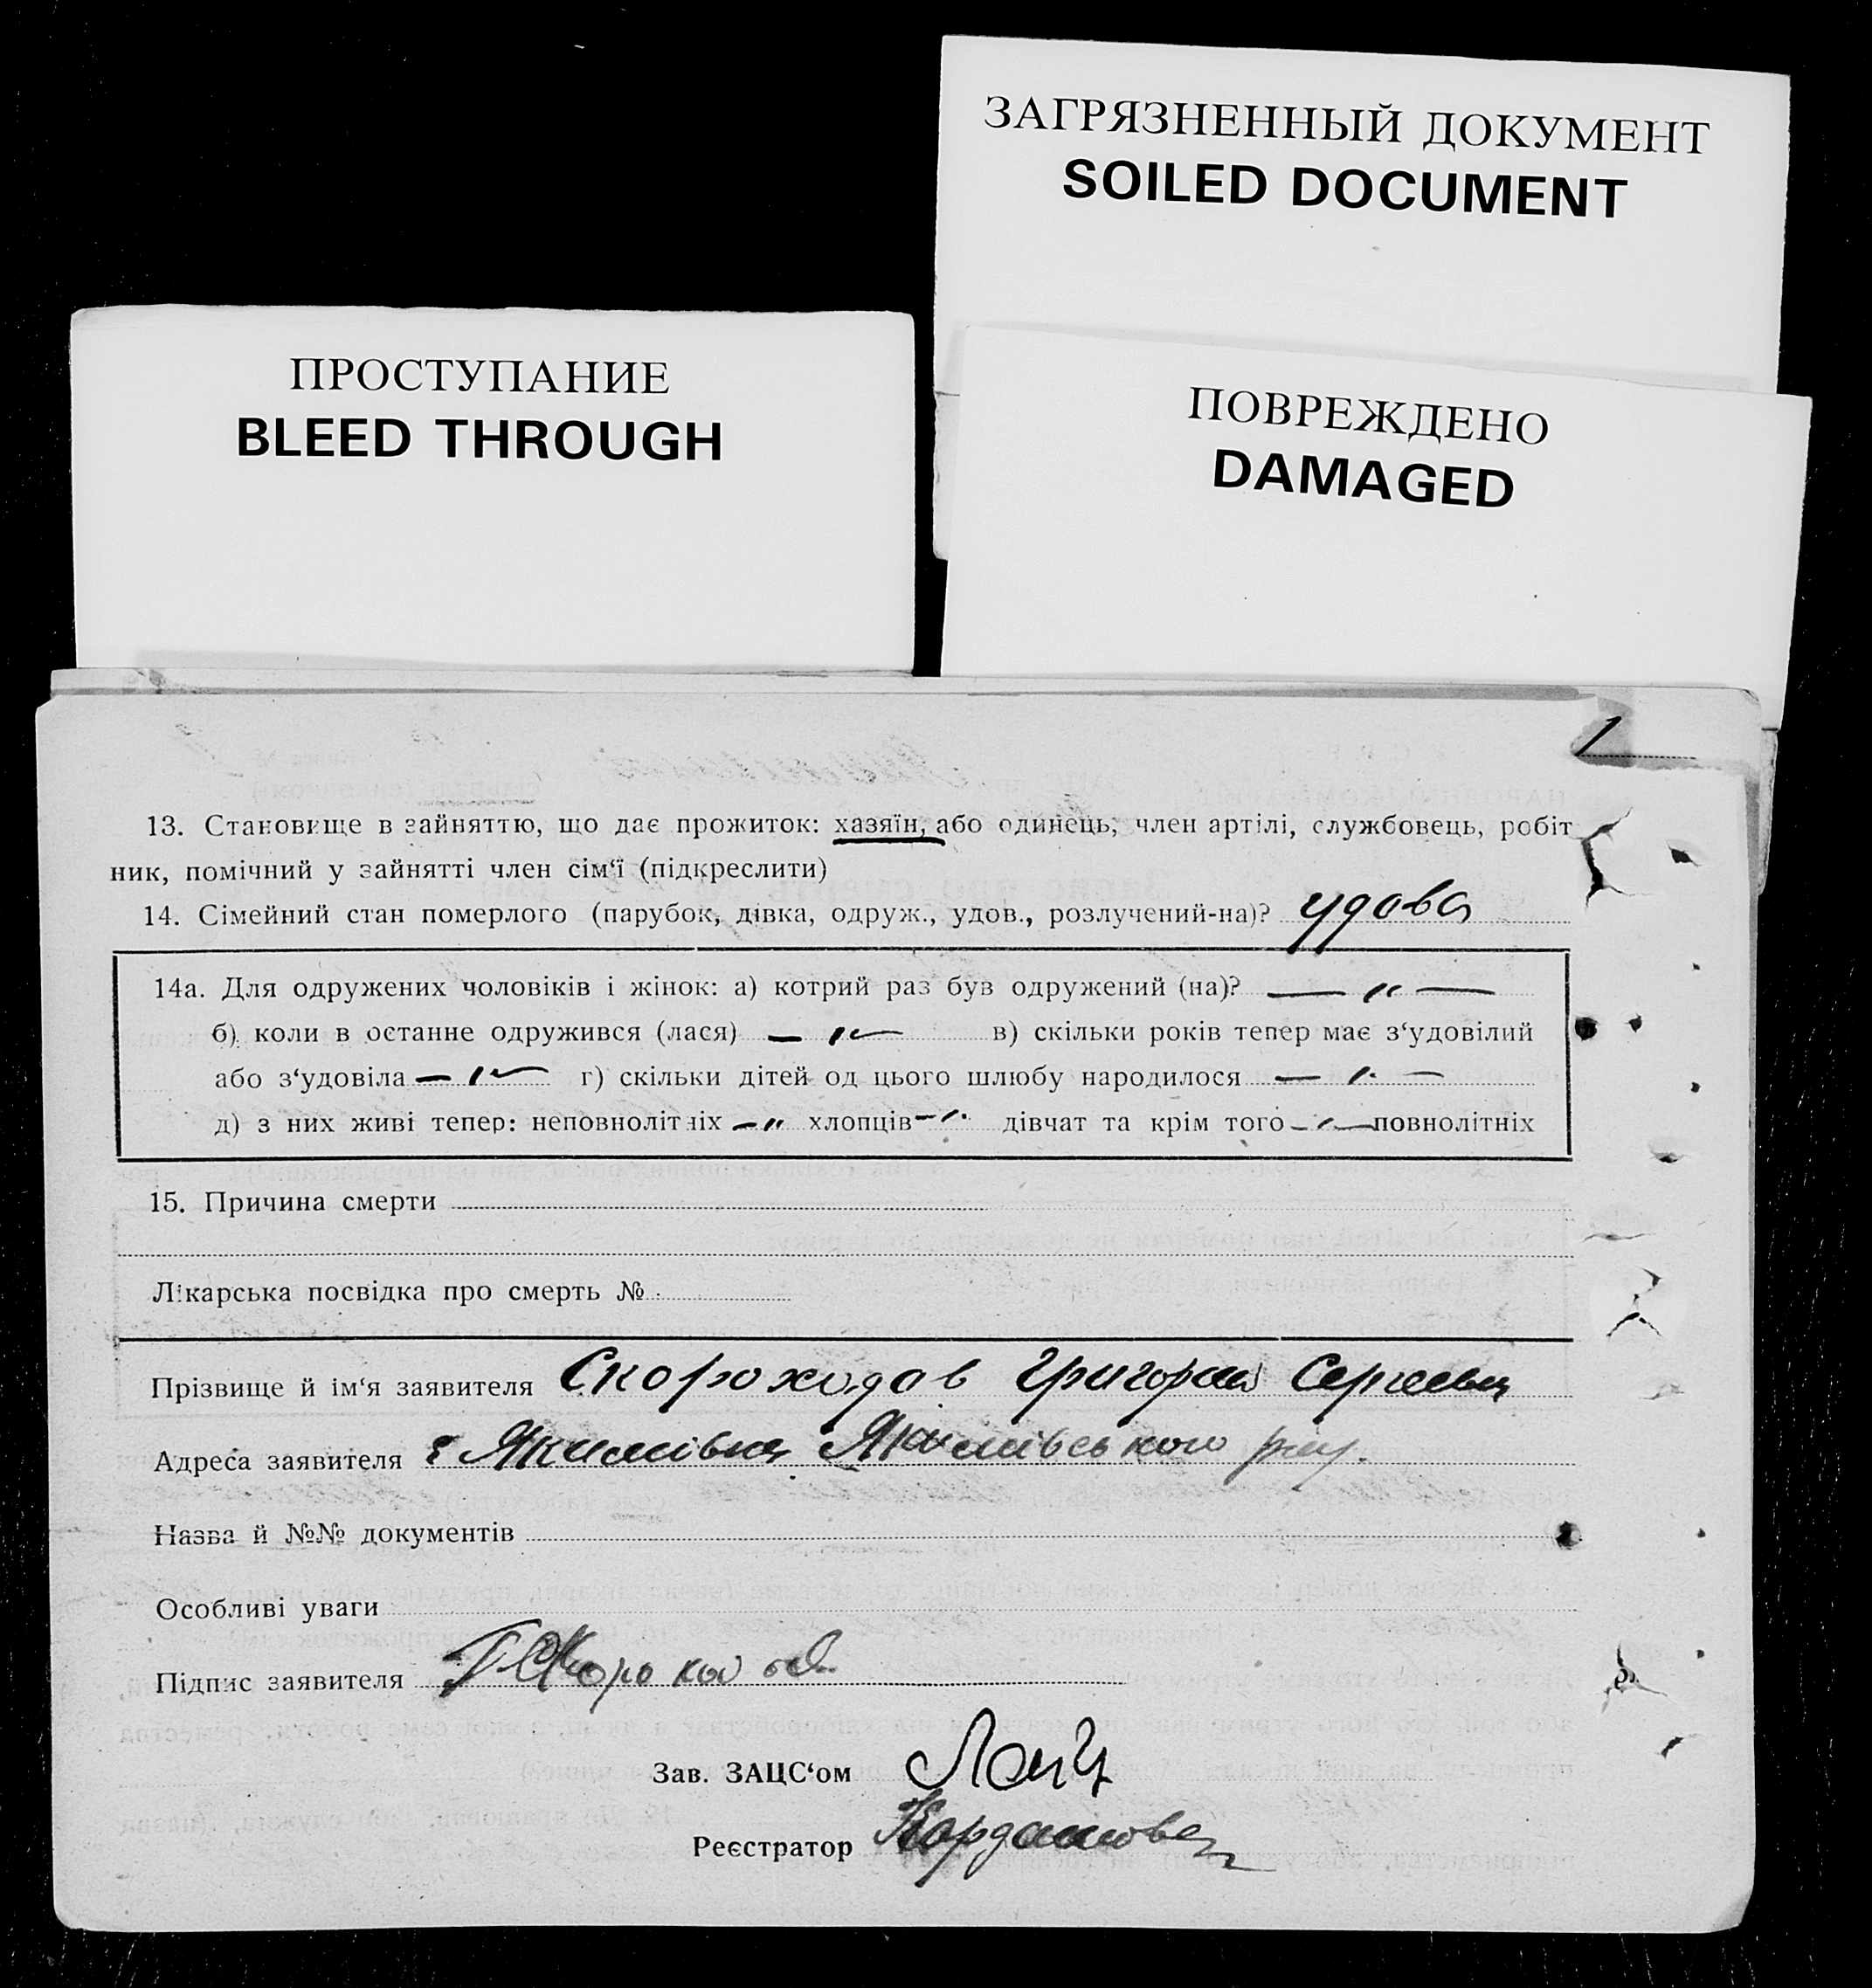 ЗАГРЯЗНЕННЫЙ ДОКУМЕНТ
SOILED DOCUMENT
ПРОСТУПАНИЕ
BLEED THROUGH
ПОВРЕЖДЕНО
DAMAGED
1
13. Становище в зайняттю, що дає прожиток: хазяїн, або одинець, член артілі, службовець, робіт
ник, помічний у зайнятті член сім‘ї (підкреслити)
14. Сімейний стан померлого (парубок, дівка, одруж., удов., розлучений-на)? удова
14а. Для одружених чоловіків і жінок: а) котрий раз був одружений (на)? — „ —
б) коли в останне одружився (лася) — „ — в) скільки років тепер має з‘удовілий
або з‘удовіла — „ — г) скільки дітей од цього шлюбу народилося — „ —
д) з них живі тепер: неповнолітніх — „ хлопців — „ дівчат та крім того — „ — повнолітніх
15. Причина смерти
Лікарська посвідка про смерть №
Прізвище й ім‘я заявителя Скороходов Григорий
Адреса заявителя Якимівка Якимівського
Назва й №№ документів
Особливі уваги
Підпис заявителя
Зав. ЗАЦС‘ом
Реєстратор